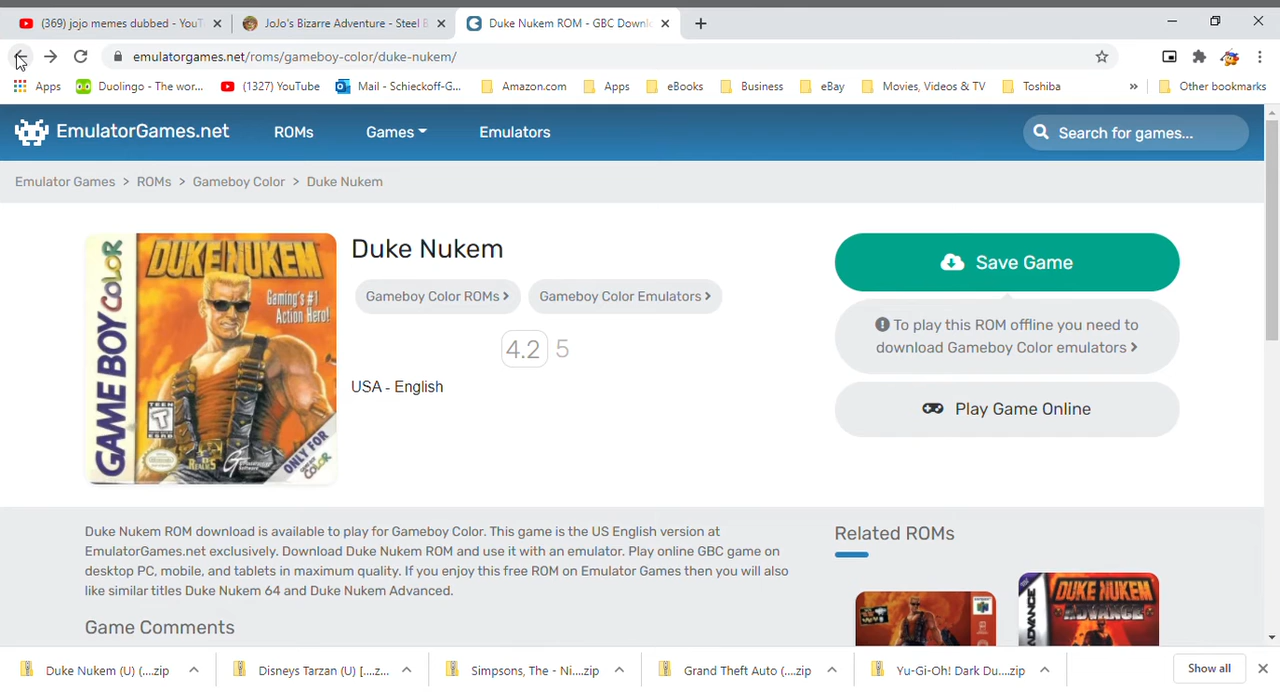 (369) jojo memes dubbed - YouT
JoJo's Bizarre Adventure - Steel B
Duke Nukem ROM - GBC Downl
emulatorgames.net/roms/gameboy-color/duke-nukem/
Apps
Duolingo - The wor...
(1327) YouTube
Mail - Schieckoff-G...
Amazon.com
Apps
eBooks
Business
eBay
Movies, Videos & TV
Toshiba
»
Other bookmarks
EmulatorGames.net
ROMs
Games
Emulators
Search for games...
Emulator Games > ROMs > Gameboy Color > Duke Nukem
GAME BOY COLOR
DUKE NUKEM
Gaming's #1
Action Hero!
TEEN
T
ESRB
ONLY FOR
GAME BOY
COLOR
Duke Nukem
Gameboy Color ROMs
Gameboy Color Emulators
4.2 5
USA - English
Save Game
To play this ROM offline you need to
download Gameboy Color emulators
Play Game Online
Duke Nukem ROM download is available to play for Gameboy Color. This game is the US English version at
EmulatorGames.net exclusively. Download Duke Nukem ROM and use it with an emulator. Play online GBC game on
desktop PC, mobile, and tablets in maximum quality. If you enjoy this free ROM on Emulator Games then you will also
like similar titles Duke Nukem 64 and Duke Nukem Advanced.
Game Comments
Related ROMs
DUKE NUKEM
ADVANCE
Duke Nukem (U) (....zip
Disneys Tarzan (U) [....z...
Simpsons, The - Ni....zip
Grand Theft Auto (....zip
Yu-Gi-Oh! Dark Du....zip
Show all